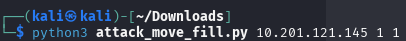 ┌──(kali㉿kali)-[~/Downloads]
└─$ python3 attack_move_fill.py 10.201.121.145 1 1